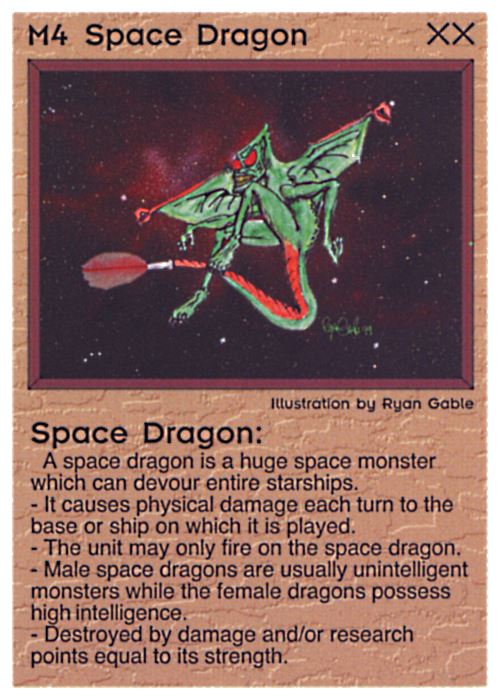 M4 Space Dragon XX
Illustration by Ryan Gable
Space Dragon:
A space dragon is a huge space monster
which can devour entire starships.
- It causes physical damage each turn to the
base or ship on which it is played.
- The unit may only fire on the space dragon.
- Male space dragons are usually unintelligent
monsters while the female dragons possess
high intelligence.
- Destroyed by damage and/or research
points equal to its strength.